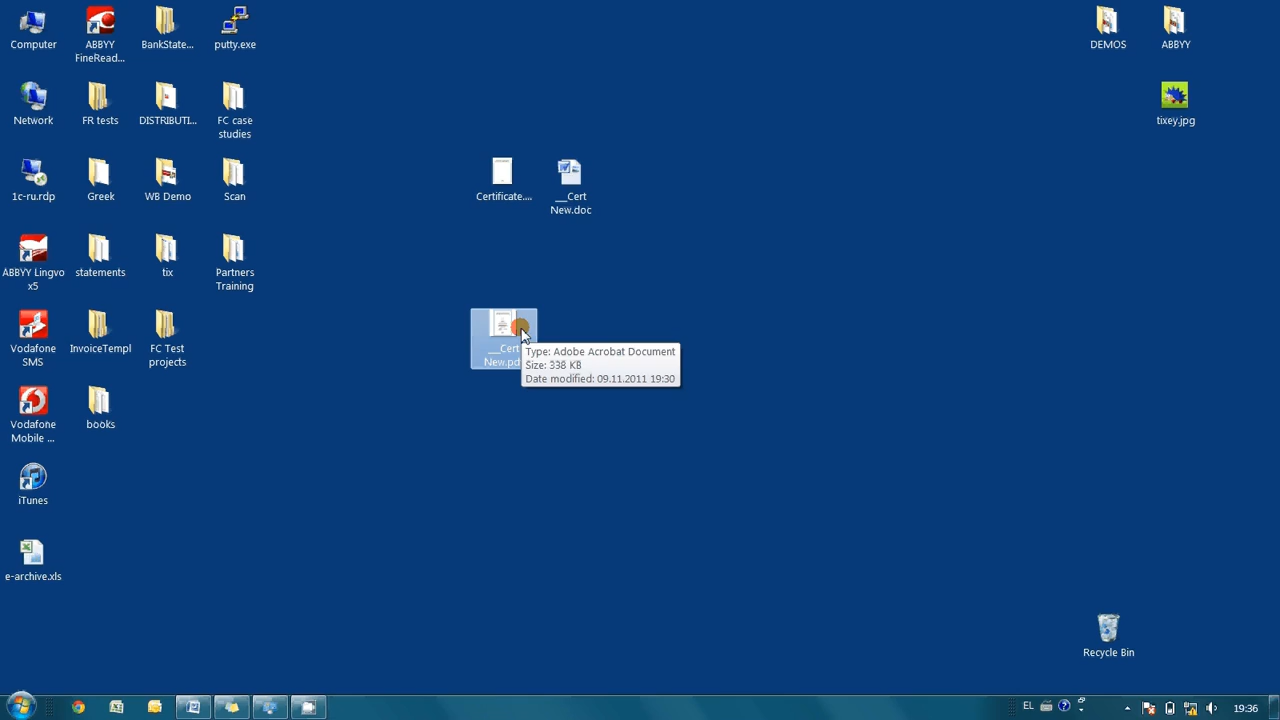 Computer
ABBYY
FineRead...
BankState...
putty.exe
DEMOS
ABBYY
Network
FR tests
DISTRIBUTI...
FC case
studies
tixey.jpg
1c-ru.rdp
Greek
WB Demo
Scan
Certificate....
__Cert
New.doc
ABBYY Lingvo
x5
statements
tix
Partners
Training
Vodafone
SMS
InvoiceTempl
FC Test
projects
__Cert
New.pd
Type: Adobe Acrobat Document
Size: 338 KB
Date modified: 09.11.2011 19:30
Vodafone
Mobile ...
books
iTunes
e-archive.xls
Recycle Bin
EL
19:36